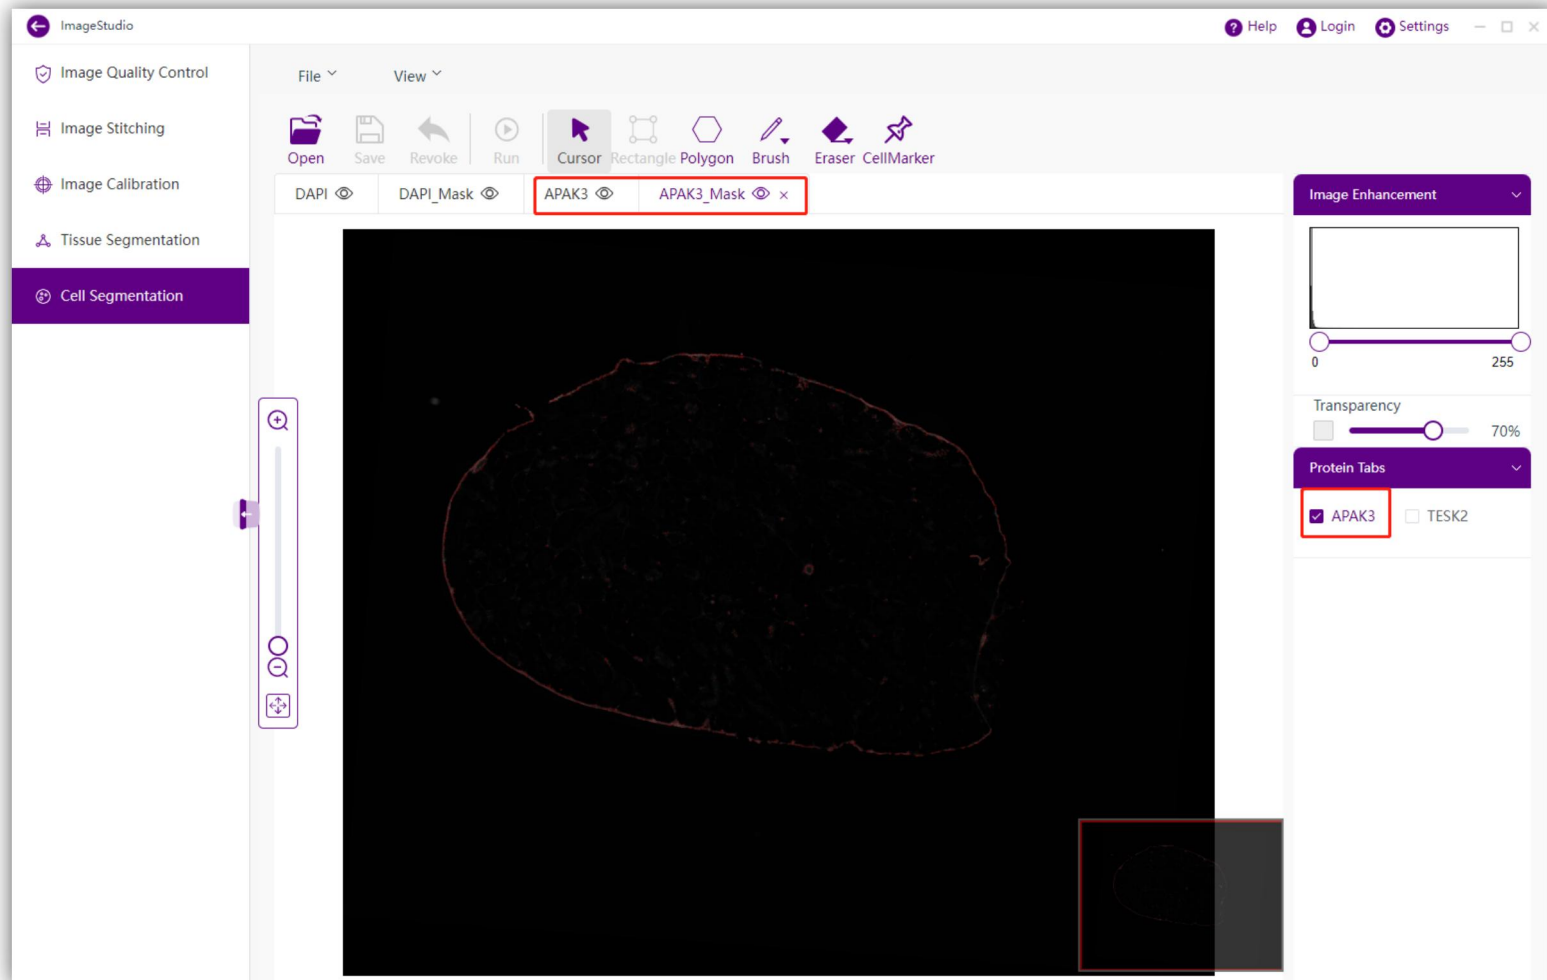 ImageStudio
Help Login Settings
Image Quality Control
Image Stitching
Image Calibration
Tissue Segmentation
Cell Segmentation
File View
Open Save Revoke Run Cursor Rectangle Polygon Brush Eraser CellMarker
DAPI DAPI_Mask APAK3 APAK3_Mask ×
Image Enhancement
0 255
Transparency
70%
Protein Tabs
APAK3 TESK2